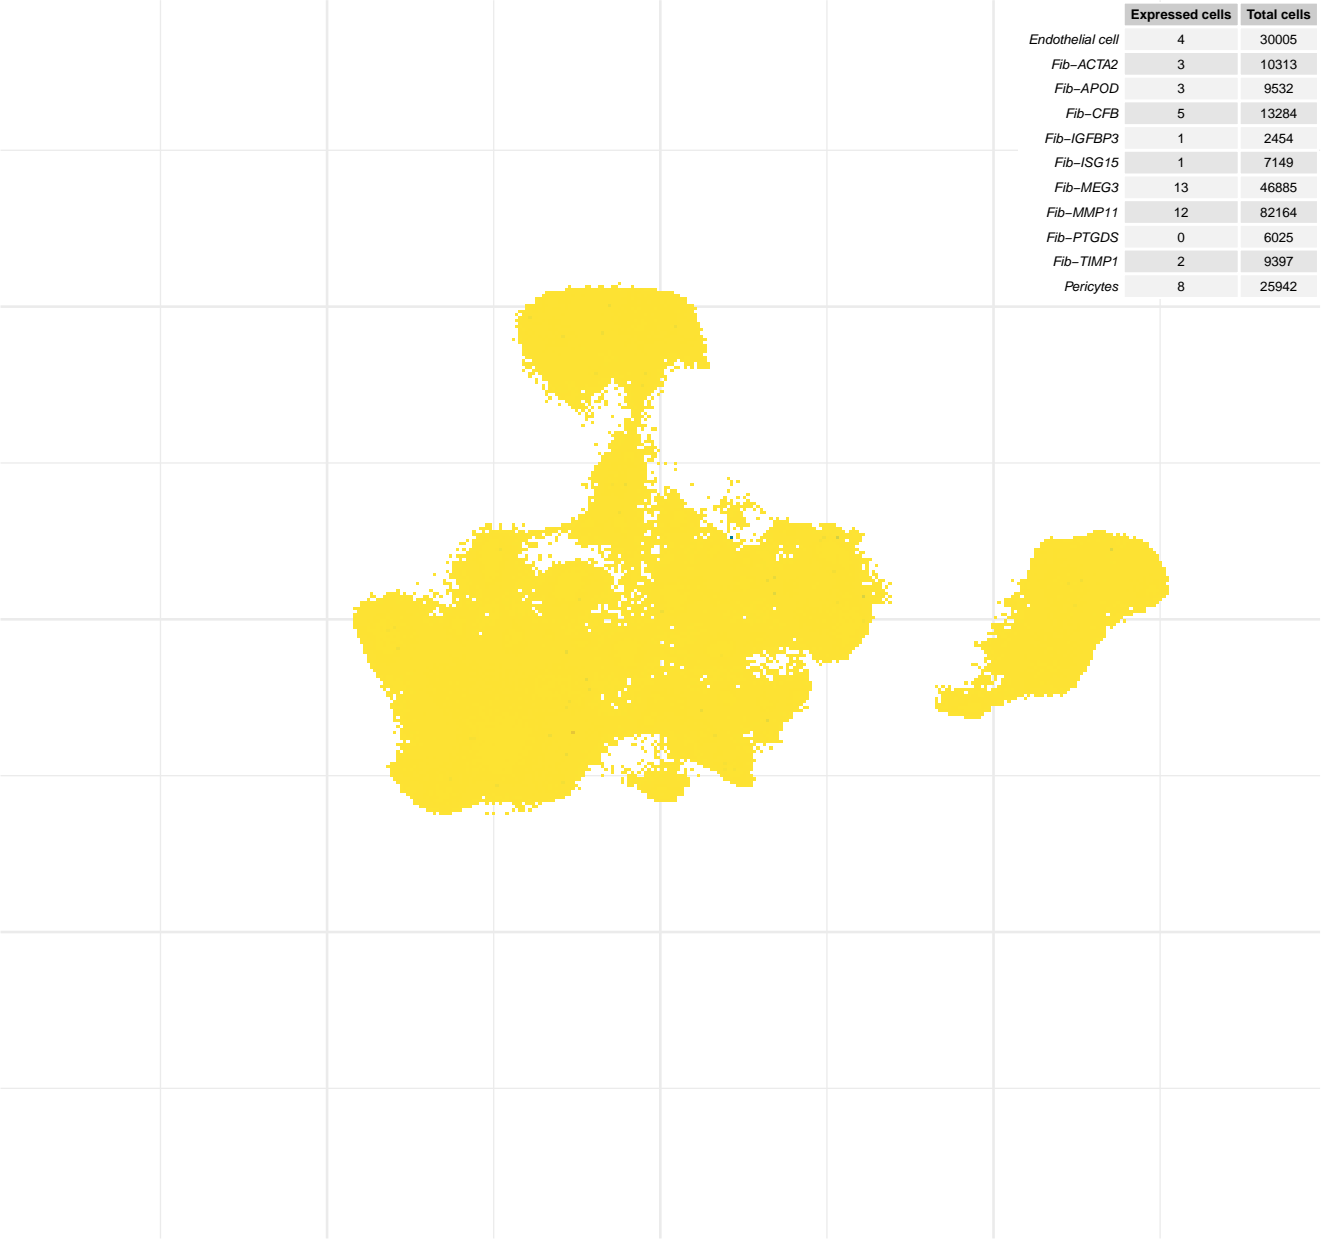 Expressed cells Total cells
Endothelial cell 4 30005
Fib−ACTA2 3 10313
Fib−APOD 3 9532
Fib−CFB 5 13284
Fib−IGFBP3 1 2454
Fib−ISG15 1 7149
Fib−MEG3 13 46885
Fib−MMP11 12 82164
Fib−PTGDS 0 6025
Fib−TIMP1 2 9397
Pericytes 8 25942